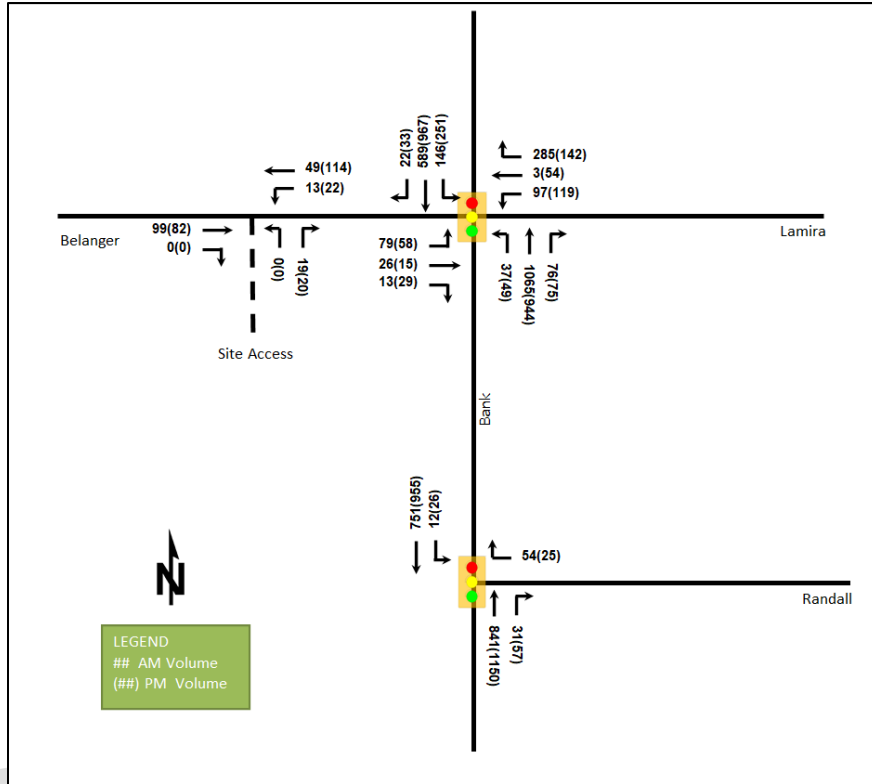 22(33)
589(967)
146(251)
285(142)
3(54)
97(119)
49(114)
13(22)
Belanger
99(82)
0(0)
0(0)
19(20)
79(58)
26(15)
13(29)
37(49)
1065(944)
76(75)
Lamira
Site Access
Bank
751(955)
12(26)
54(25)
Randall
841(1150)
31(57)
N
LEGEND
## AM Volume
(##) PM Volume